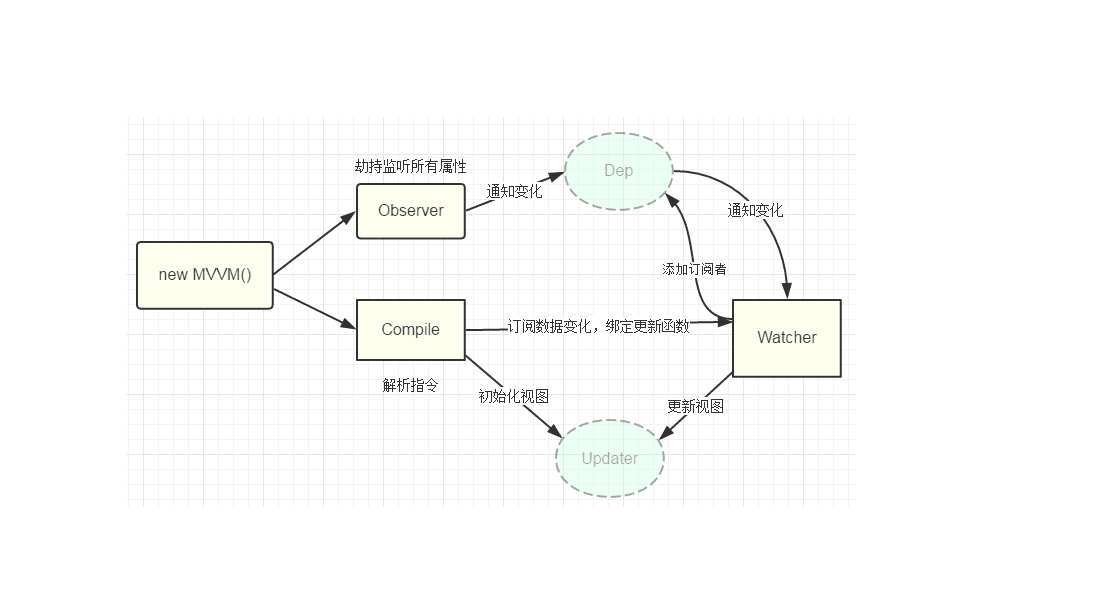 劫持监听所有属性
Observer
通知变化
Dep
通知变化
new MVVM()
添加订阅者
Compile
订阅数据变化，绑定更新函数
Watcher
解析指令
初始化视图
更新视图
Updater